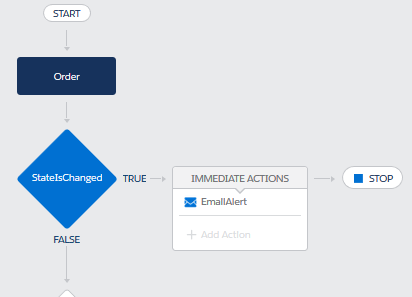 START
Order
StateIsChanged
TRUE
IMMEDIATE ACTIONS
STOP
EmailAlert
Add Action
FALSE